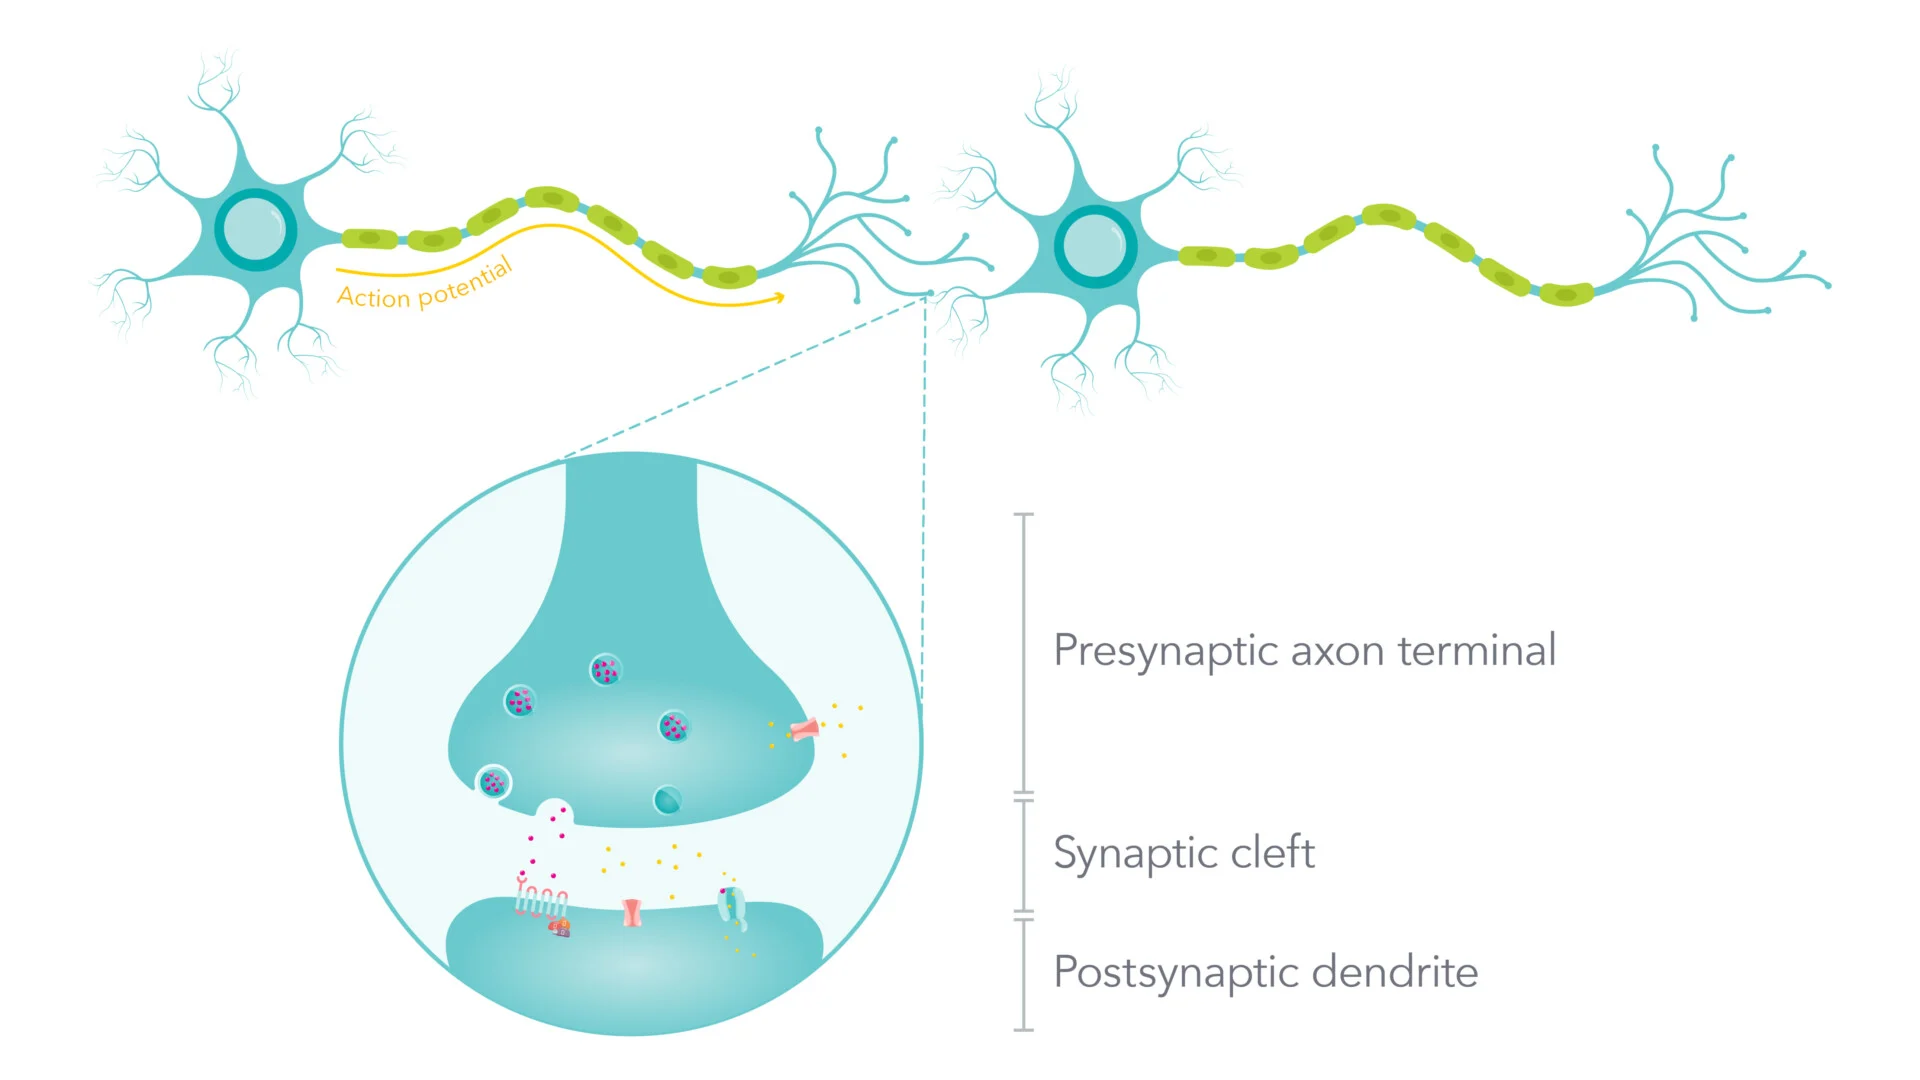 Action potential
Presynaptic axon terminal
Synaptic cleft
Postsynaptic dendrite